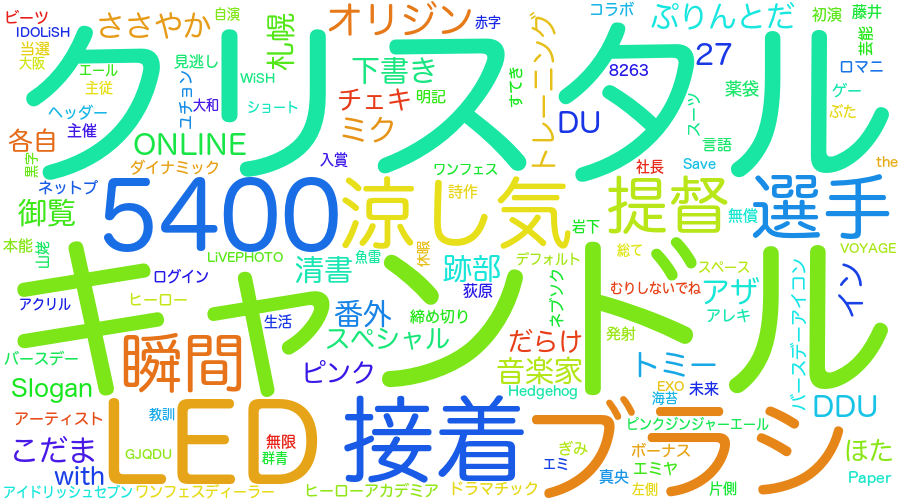 ビーツ ささやか 自演 オリジン 赤字 コラボ ぷりんとだ 初演 藤井
IDOLiSH
当選 クリスタル 札幌 トレーニング 27 芸能
大阪 エール 見逃し 下書き 8263 ロマニ
主従 WiSH チェキ 明記 すてき 薬袋 ゲー
ヘッダー 大和 ユチョン ショート スーツ ぶた
各自 主催 ONLINE ミク DU 言語
黒字 ダイナミック 入賞 ワンフェス 社長 Save the
ネットプ 5400 涼し気 詩作 提督 選手
御覧 岩下 無償
本能 山姥 LiVEPHOTO 魚雷 休暇 跡部 デフォルト 総て VOYAGE
キャンドル
ログイン 清書 荻原 ネプソク スペース むりしないでね アザ イン
アクリル ヒーロー 番外 締め切り アレキ バースデーアイコン
生活 スペシャル だらけ 発射
バースデー 瞬間 ピンク 音楽家 トミー EXO 未来
Slogan Hedgehog 海苔 DDU
アーティスト 教訓 LED 接着 ブラシ ピンクジンジャーエール
こだま 無限 ぎみ ボーナス ほた
with GJQDU 群青 エミ エミヤ 真央 Paper
アイドリッシュセブン ワンフェスディーラー ヒーローアカデミア ドラマチック 左側 片側